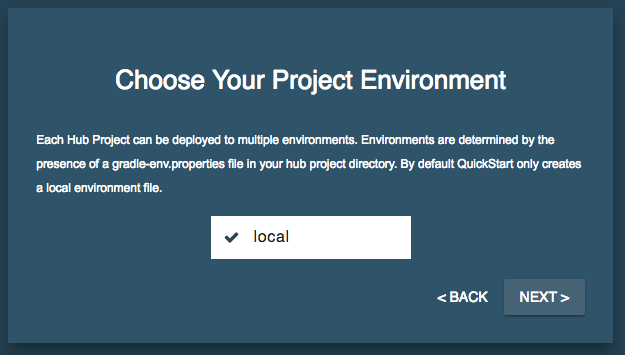 Choose Your Project Environment
Each Hub Project can be deployed to multiple environments. Environments are determined by the
presence of a gradle-env.properties file in your hub project directory. By default QuickStart only creates
a local environment file.
local
< BACK NEXT >